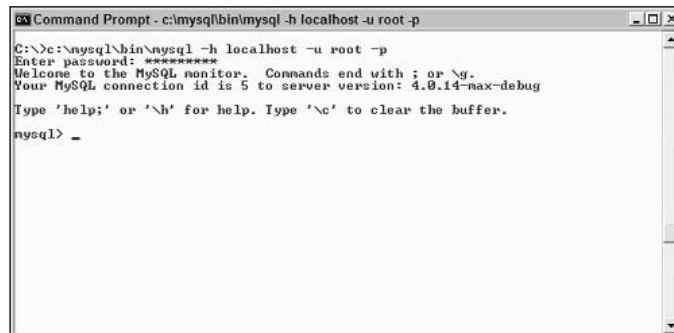 Command Prompt - c:\mysql\bin\mysql -h localhost -u root -p
C:\>c:\mysql\bin\mysql -h localhost -u root -p
Enter password: *********
Welcome to the MySQL monitor.  Commands end with ; or \g.
Your MySQL connection id is 5 to server version: 4.0.14-max-debug
Type 'help;' or '\h' for help. Type '\c' to clear the buffer.
mysql> _